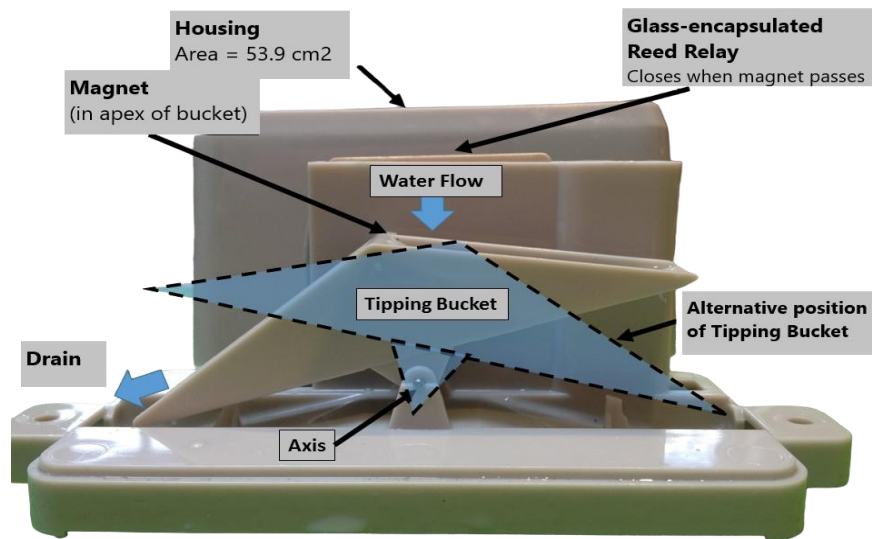 Housing
Area = 53.9 cm2
Glass-encapsulated
Reed Relay
Closes when magnet passes
Magnet
(in apex of bucket)
Water Flow
Tipping Bucket
Alternative position
of Tipping Bucket
Drain
Axis